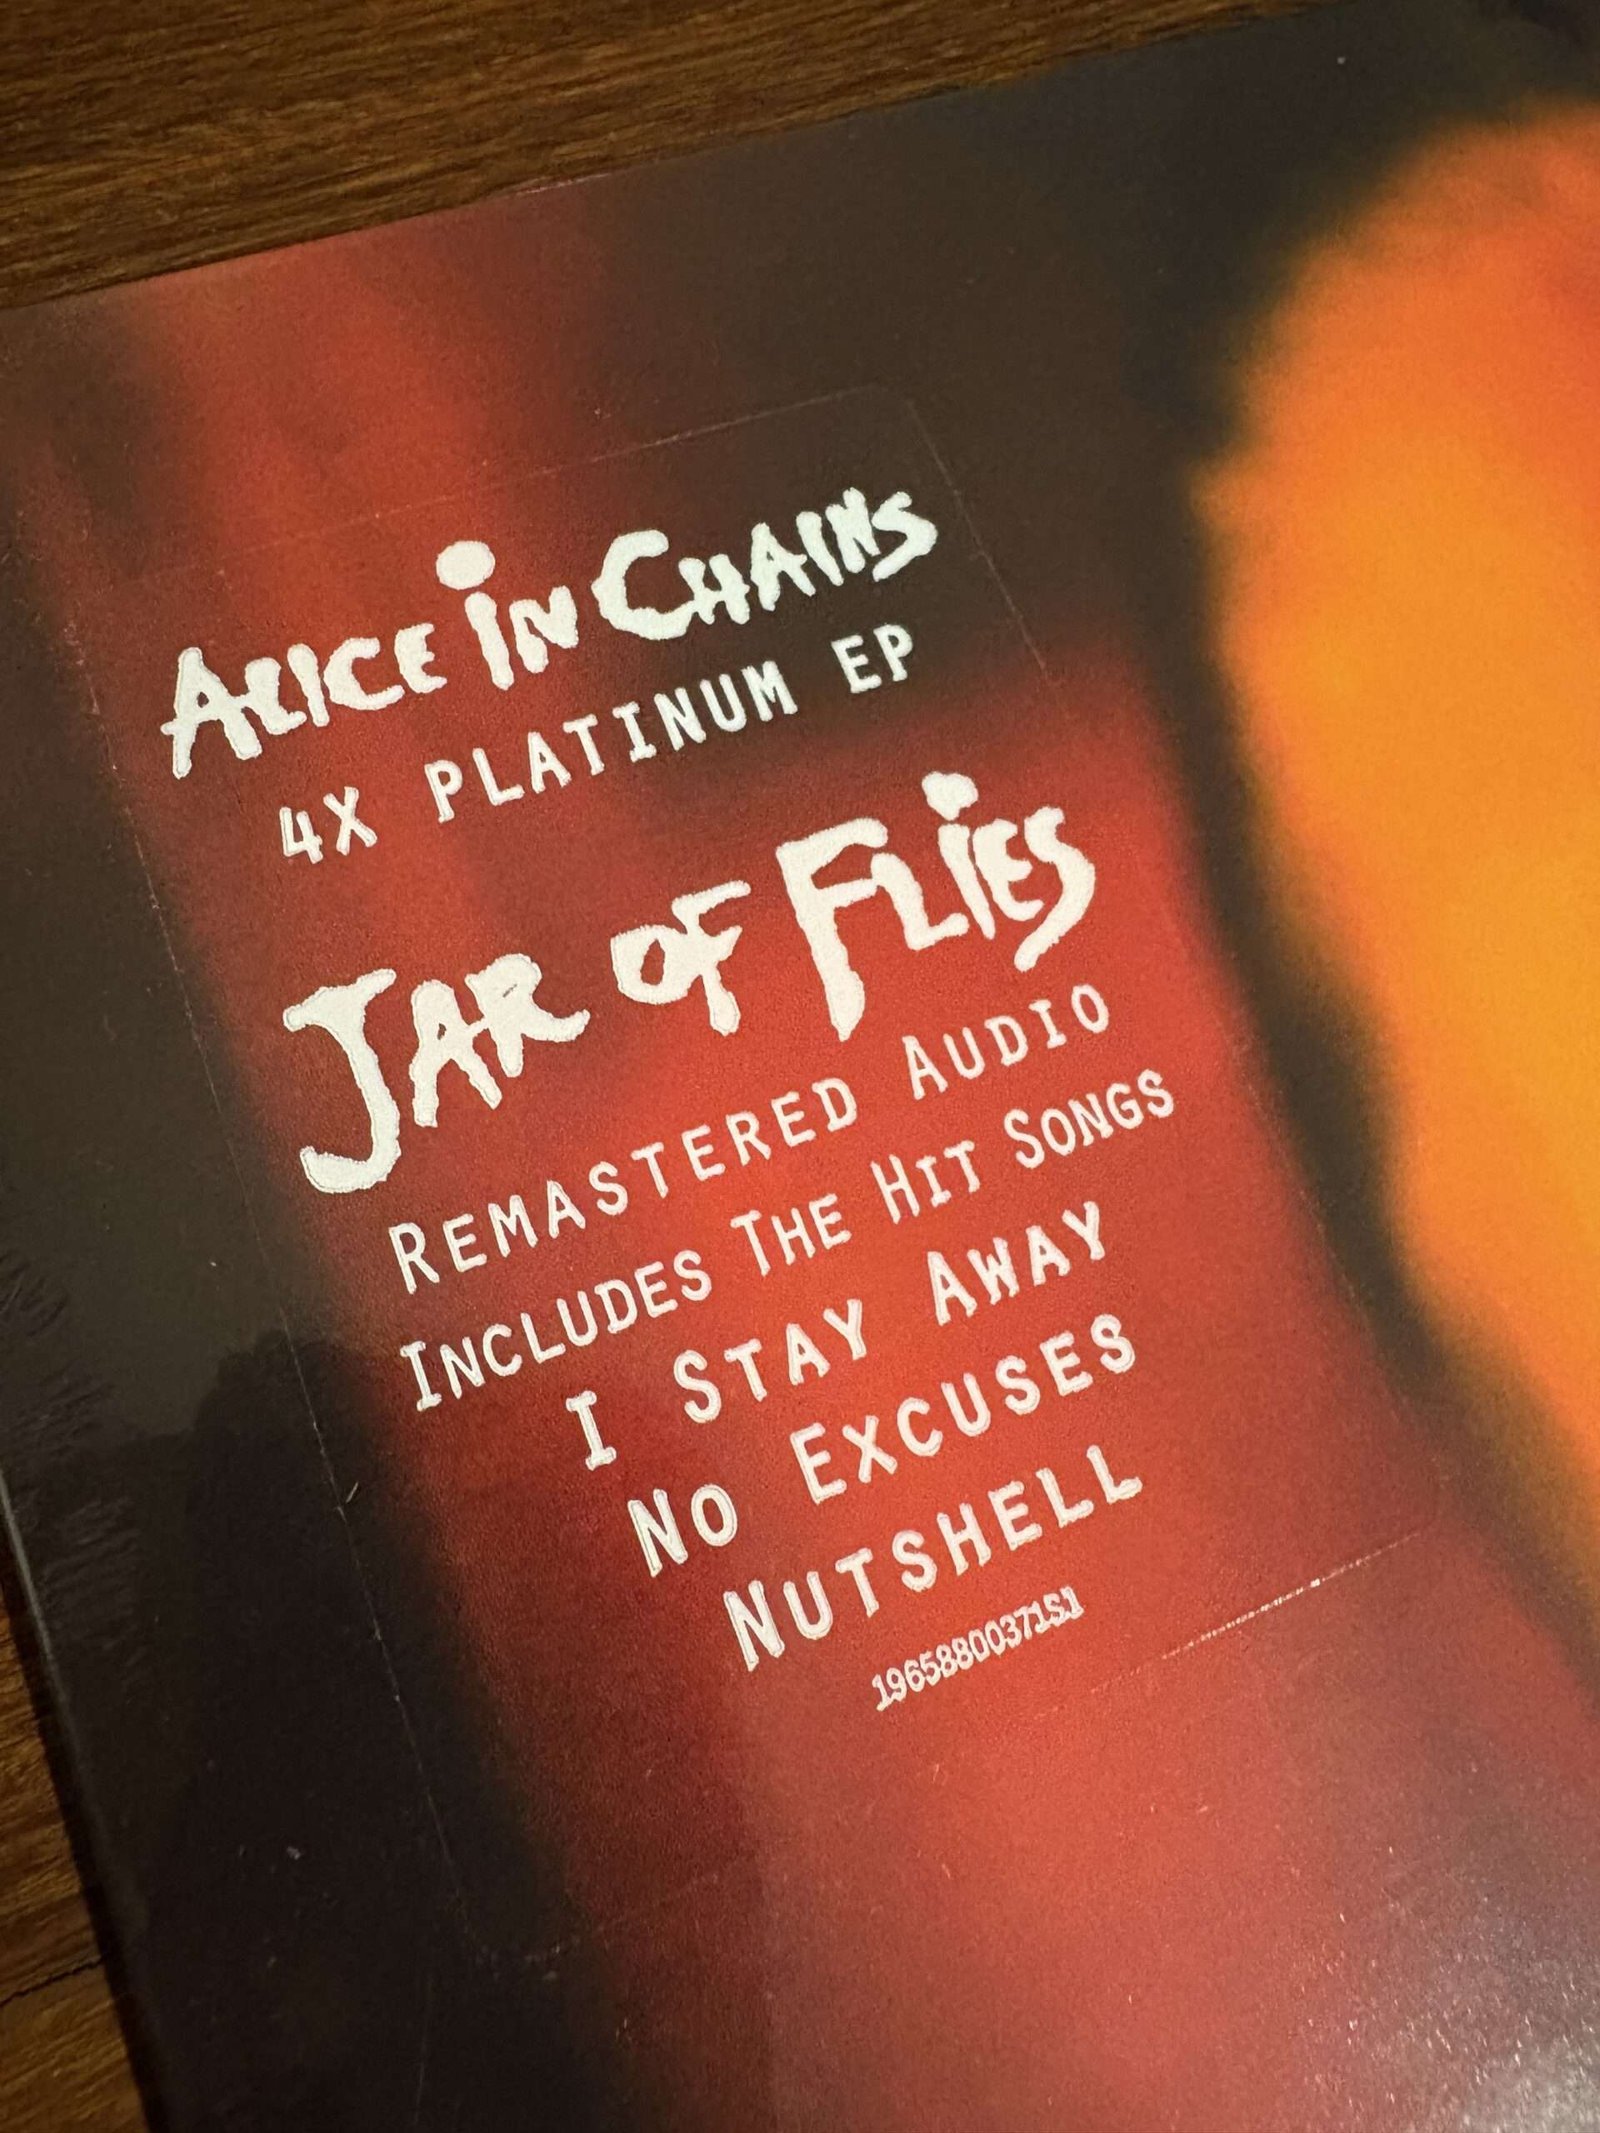 ALICE IN CHAINS
4X PLATINUM EP
JAR OF FLIES
REMASTERED AUDIO
INCLUDES THE HIT SONGS
I STAY AWAY
NO EXCUSES
NUTSHELL
19658800371S1